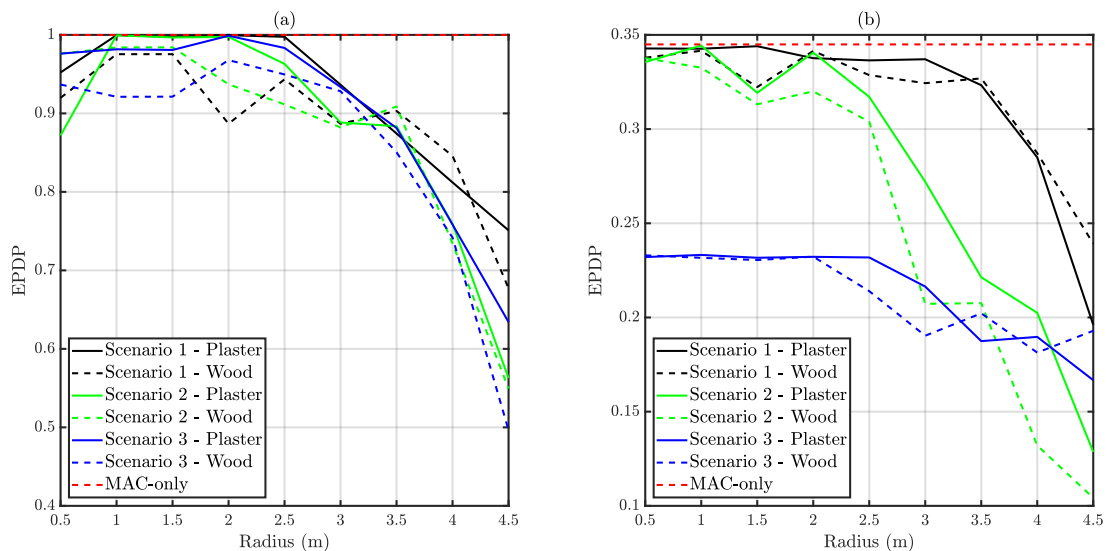 (a)
1
0.9
0.8
0.7
0.6
0.5
0.4
EPDP
Scenario 1 - Plaster
Scenario 1 - Wood
Scenario 2 - Plaster
Scenario 2 - Wood
Scenario 3 - Plaster
Scenario 3 - Wood
MAC-only
0.5 1 1.5 2 2.5 3 3.5 4 4.5
Radius (m)
(b)
0.35
0.3
0.25
0.2
0.15
0.1
EPDP
Scenario 1 - Plaster
Scenario 1 - Wood
Scenario 2 - Plaster
Scenario 2 - Wood
Scenario 3 - Plaster
Scenario 3 - Wood
MAC-only
0.5 1 1.5 2 2.5 3 3.5 4 4.5
Radius (m)